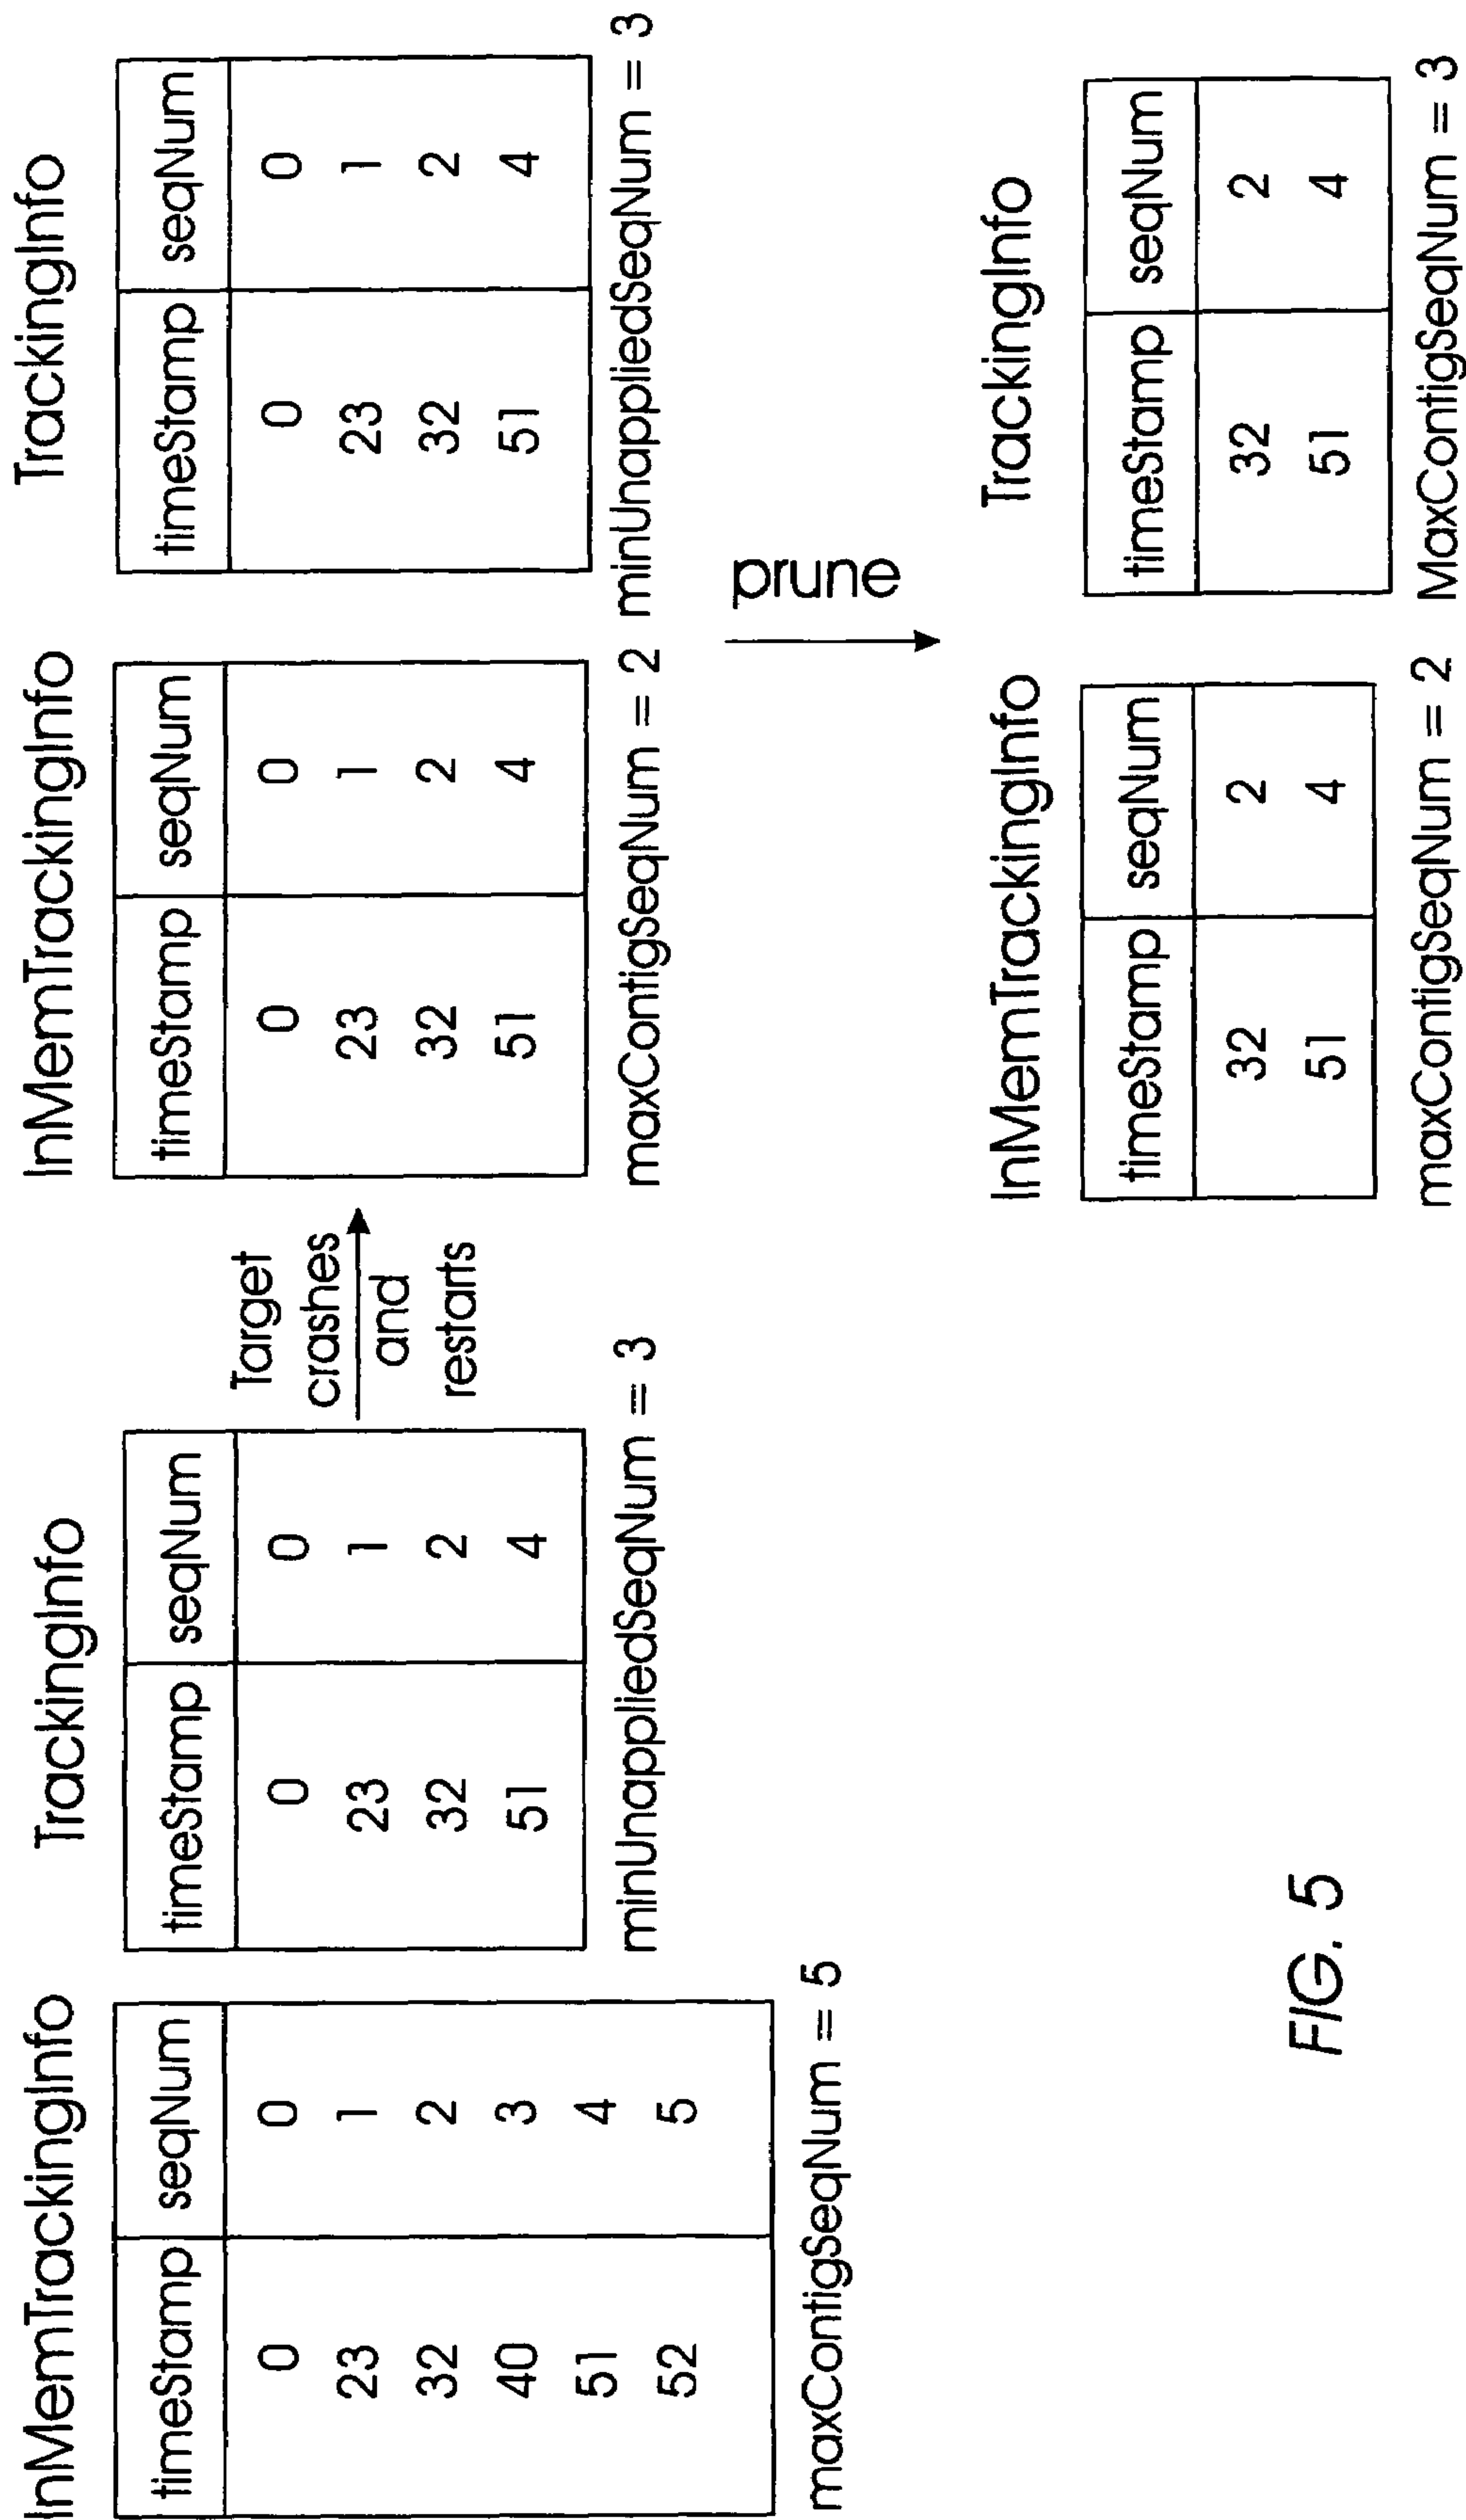 InMemTrackingInfo
timeStamp seqNum
0 0
23 1
32 2
40 3
51 4
52 5
maxContigSeqNum = 5
TrackingInfo
timeStamp seqNum
0 0
23 1
32 2
51 4
minUnappliedSeqNum = 3
Target
crashes
and
restarts
InMemTrackingInfo
timeStamp seqNum
0 0
23 1
32 2
51 4
maxContigSeqNum = 2
TrackingInfo
timeStamp seqNum
0 0
23 1
32 2
51 4
minUnappliedSeqNum = 3
prune
InMemTrackingInfo
timeStamp seqNum
32 2
51 4
maxContigSeqNum = 2
TrackingInfo
timeStamp seqNum
32 2
51 4
MaxContigSeqNum = 3
FIG. 5